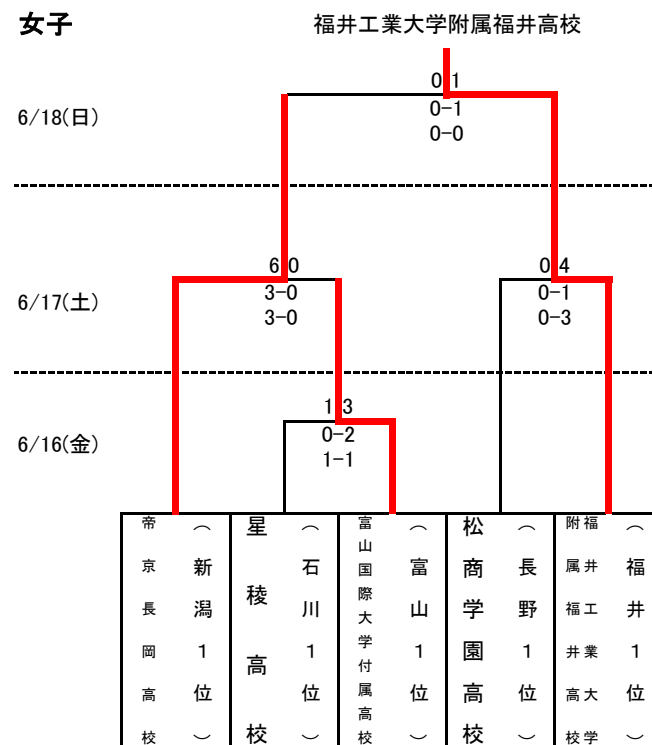 女子
福井工業大学附属福井高校
0 1
6/18(日)
0-1
0-0
6 0
0 4
6/17(土)
3-0
0-1
3-0
0-3
1 3
6/16(金)
0-2
1-1
帝京長岡高校
（新潟1位）
星稜高校
（石川1位）
富山国際大学付属高校
（富山1位）
松商学園高校
（長野1位）
福井工業大学
附属福井高校
（福井1位）